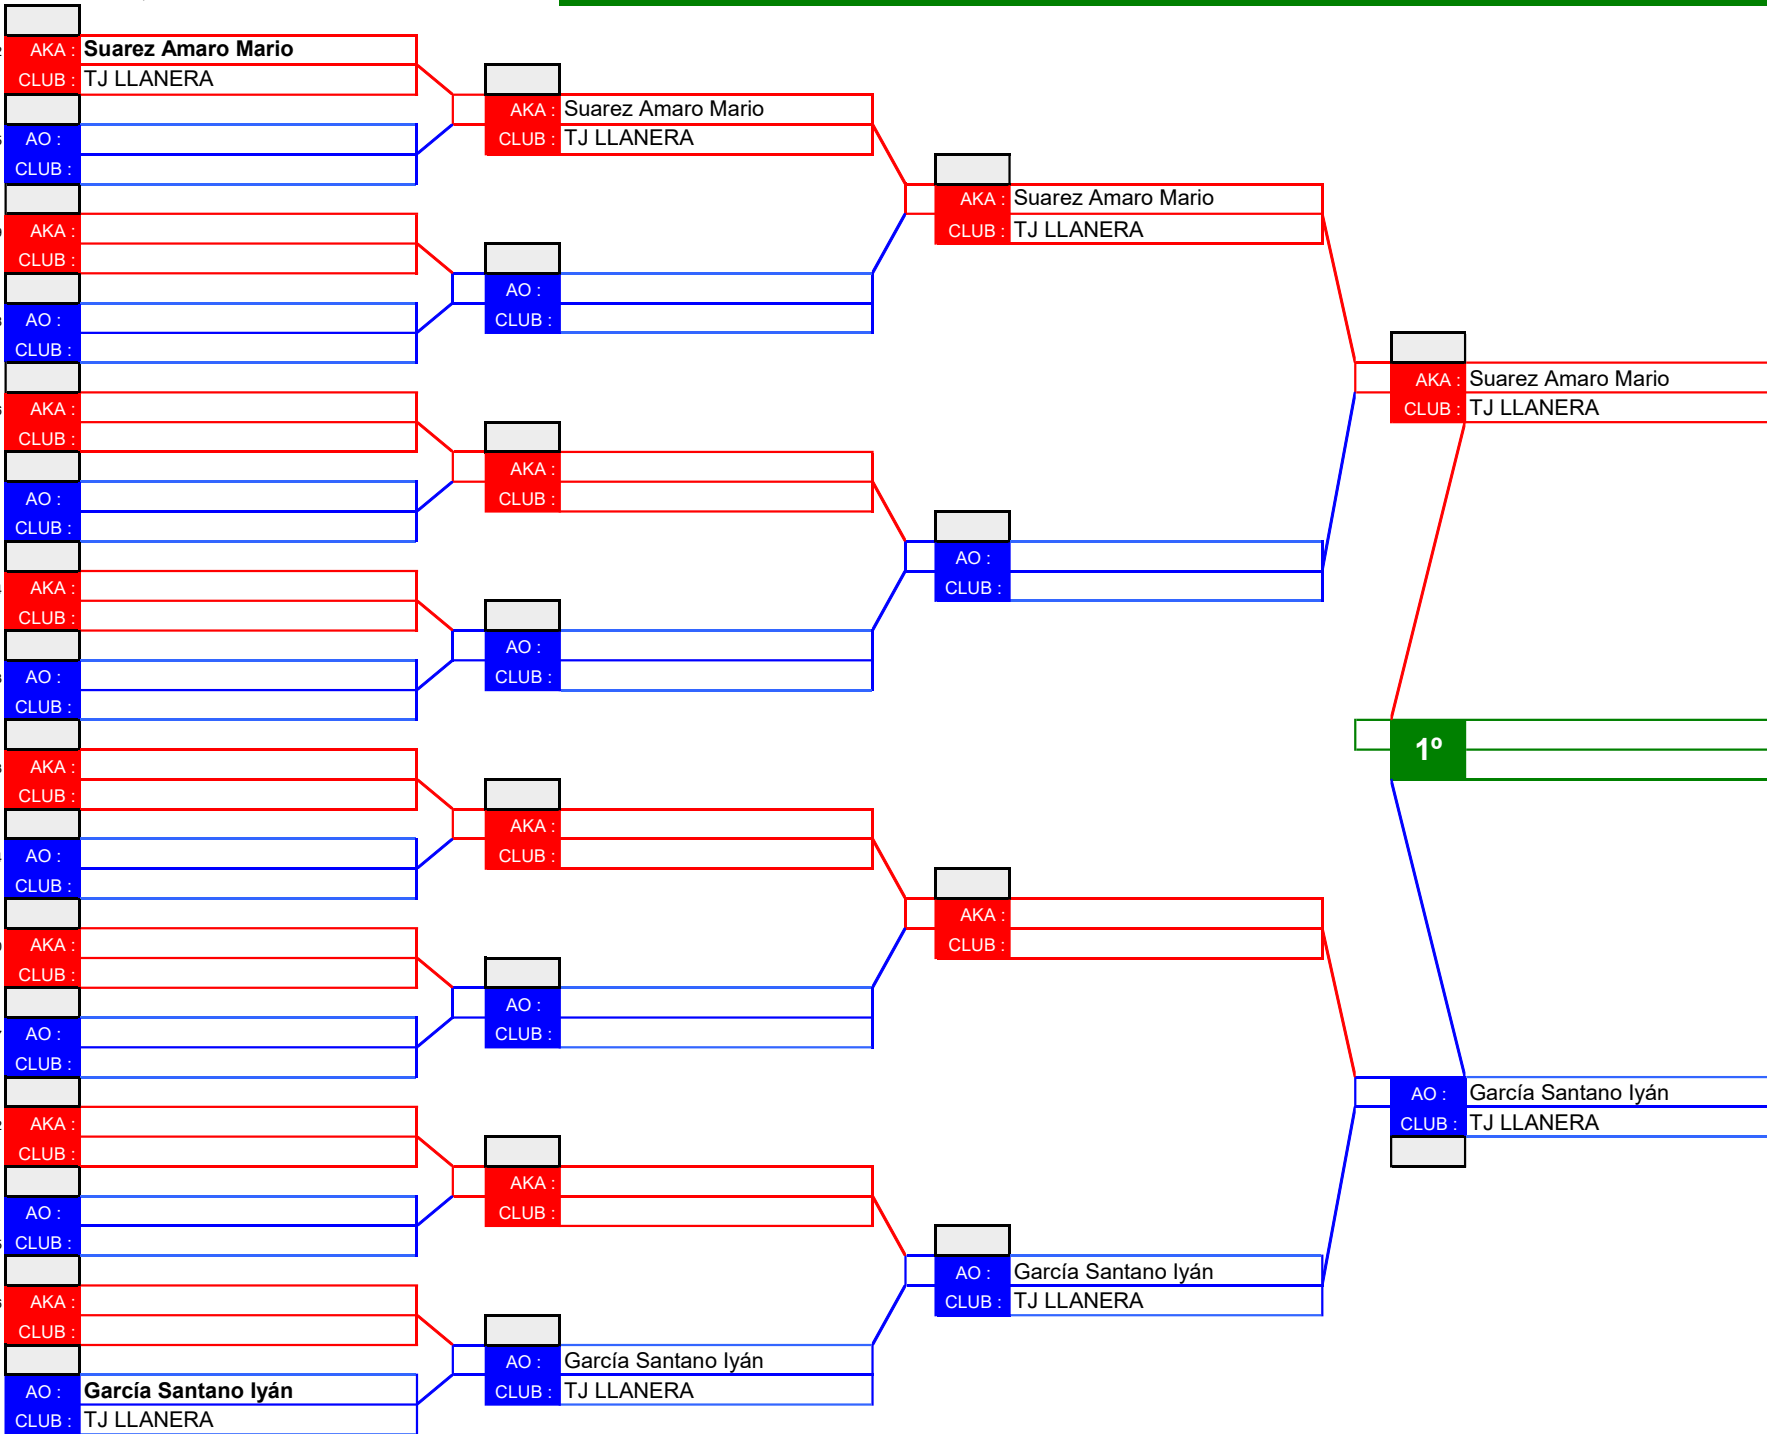 AKA : Suarez Amaro Mario
CLUB : TJ LLANERA
AO :
CLUB :
AKA :
CLUB :
AO :
CLUB :
AKA :
CLUB :
AO :
CLUB :
AKA :
CLUB :
AO :
CLUB :
AKA :
CLUB :
AO :
CLUB :
AKA :
CLUB :
AO :
CLUB :
AKA :
CLUB :
AO :
CLUB :
AKA :
CLUB :
AO : García Santano Iyán
CLUB : TJ LLANERA
AKA : Suarez Amaro Mario
CLUB : TJ LLANERA
AO :
CLUB :
AKA :
CLUB :
AO :
CLUB :
AKA :
CLUB :
AO :
CLUB :
AKA :
CLUB :
AO : García Santano Iyán
CLUB : TJ LLANERA
AKA : Suarez Amaro Mario
CLUB : TJ LLANERA
AO :
CLUB :
AKA :
CLUB :
AO : García Santano Iyán
CLUB : TJ LLANERA
AKA : Suarez Amaro Mario
CLUB : TJ LLANERA
1º
AO : García Santano Iyán
CLUB : TJ LLANERA